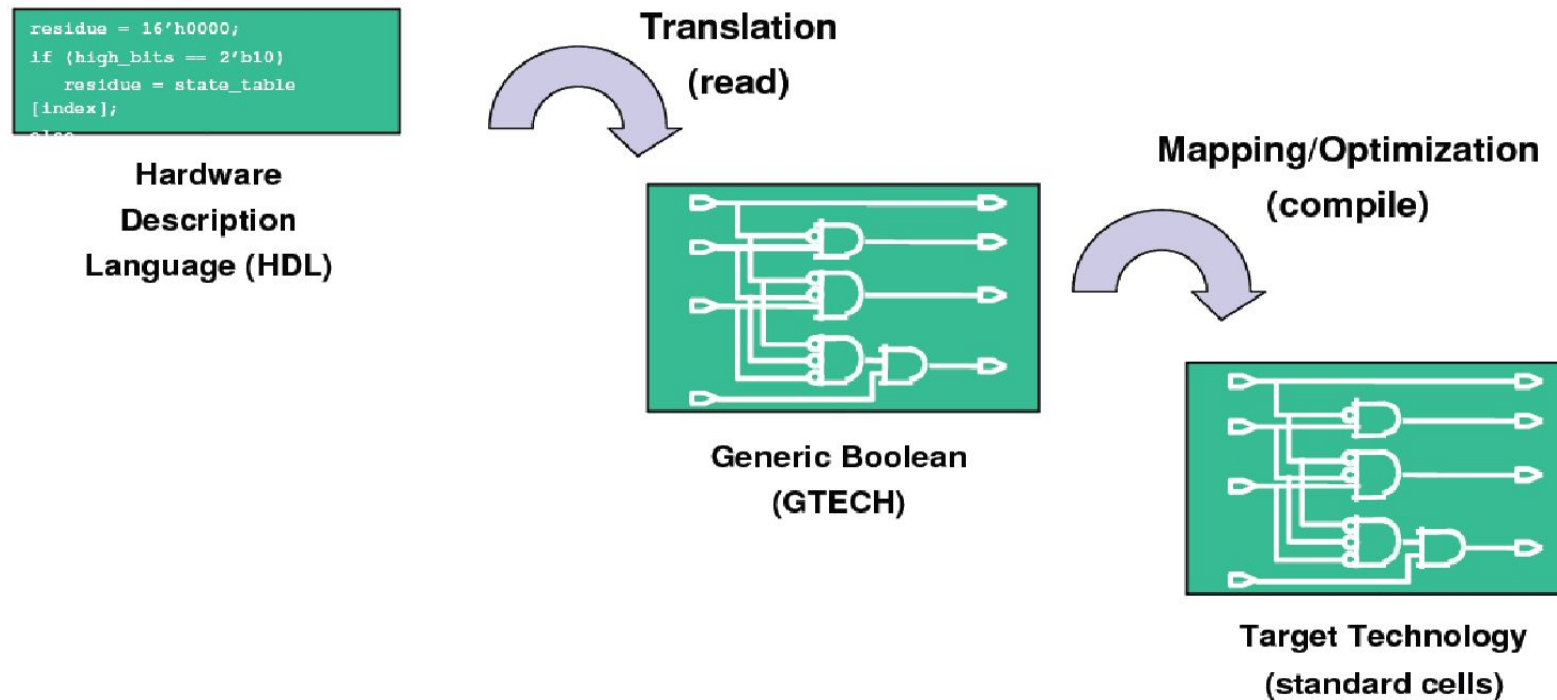 residue = 16’h0000;
if (high_bits == 2’b10)
residue = state_table
[index];
else
Hardware
Description
Language (HDL)
Translation
(read)
Mapping/Optimization
(compile)
Generic Boolean
(GTECH)
Target Technology
(standard cells)